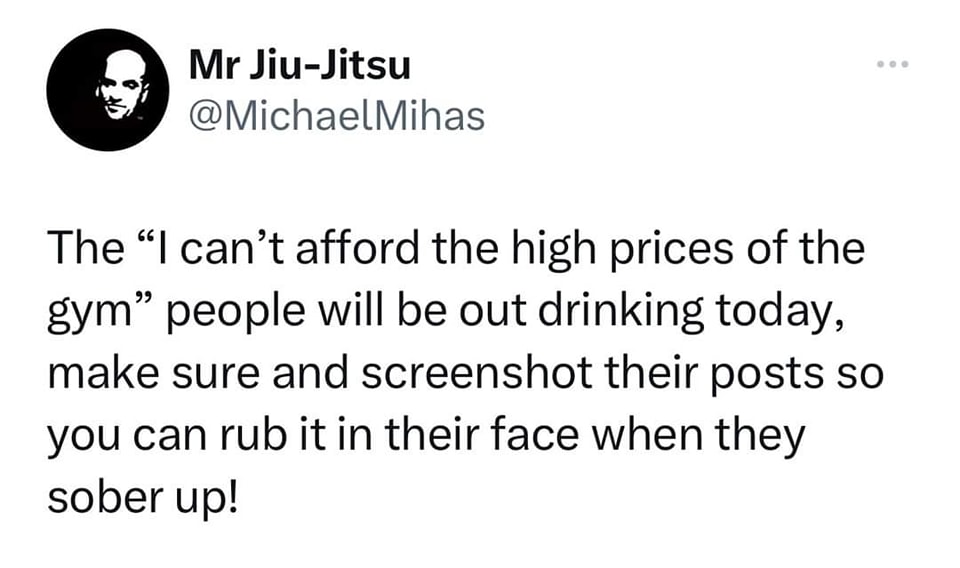 Mr Jiu-Jitsu
@MichaelMihas
The “I can’t afford the high prices of the
gym” people will be out drinking today,
make sure and screenshot their posts so
you can rub it in their face when they
sober up!